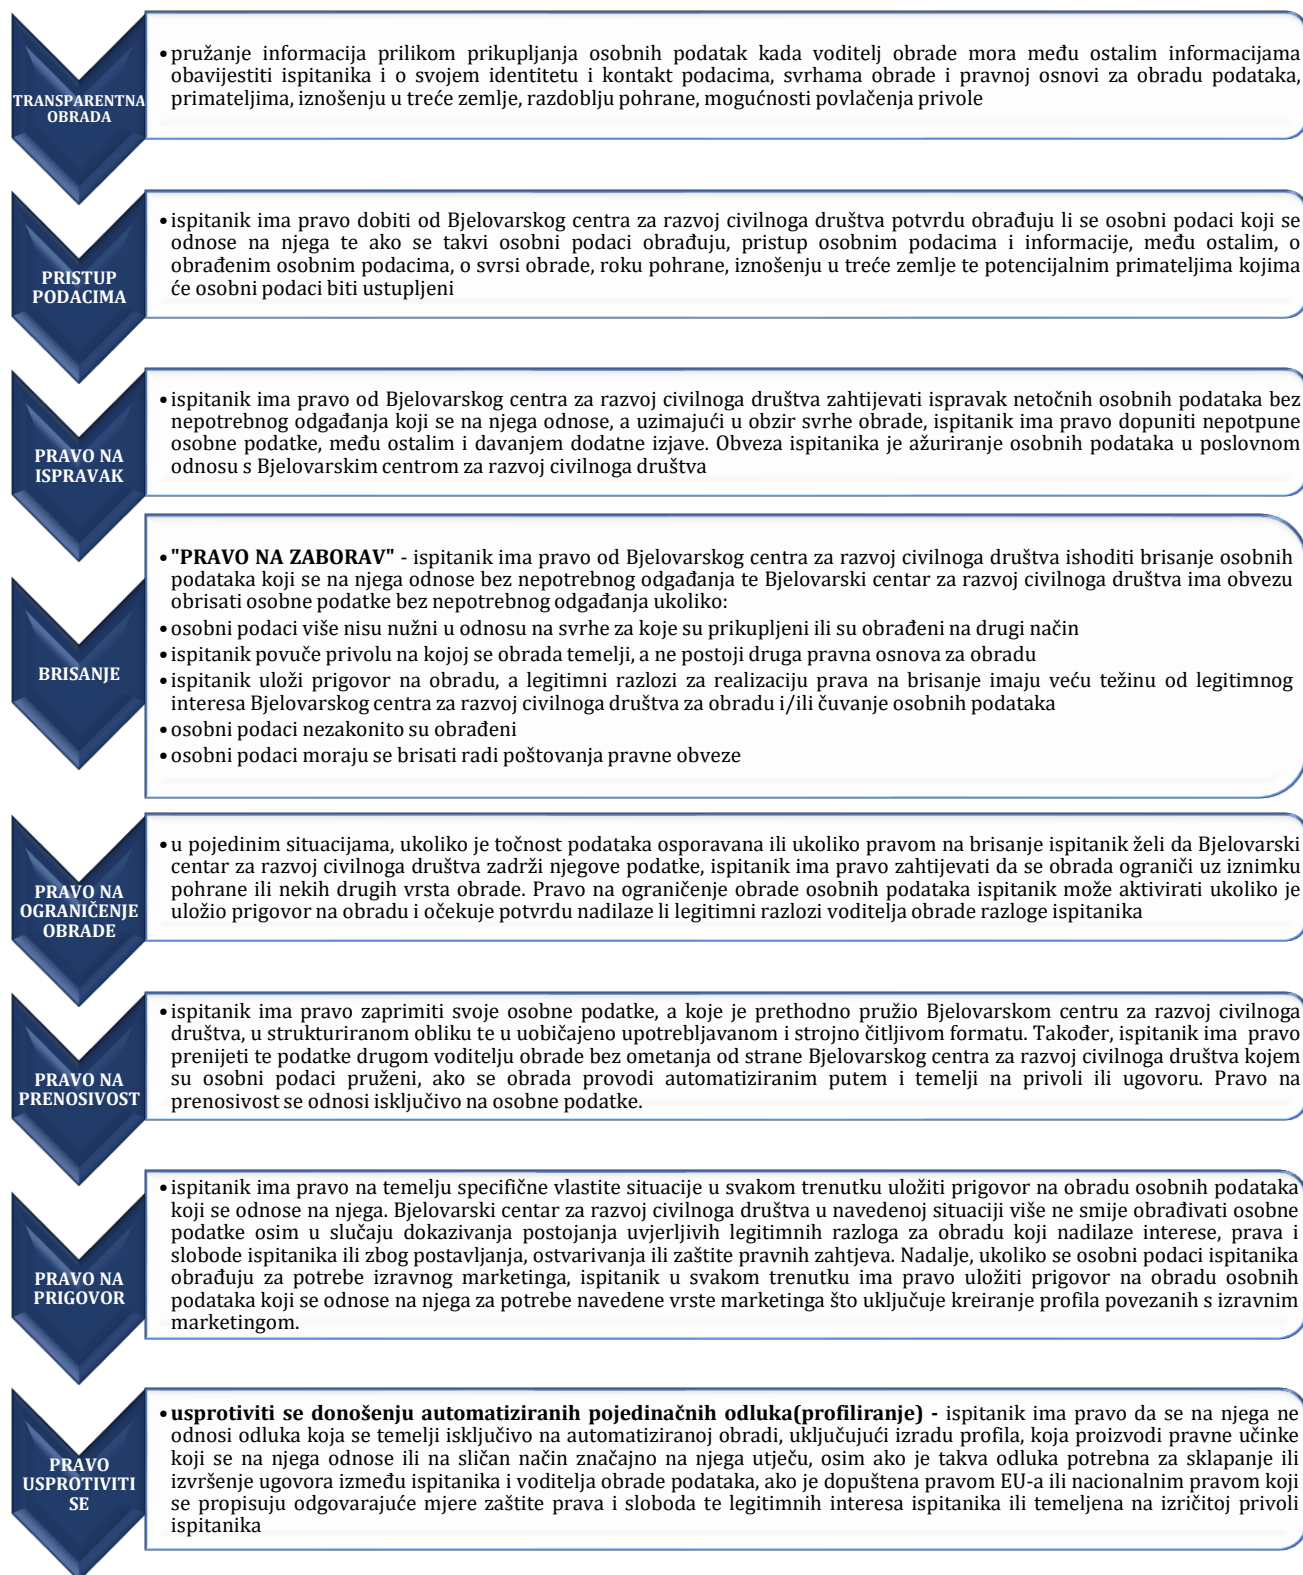 TRANSPARENTNA
OBRADA
• pružanje informacija prilikom prikupljanja osobnih podatak kada voditelj obrade mora među ostalim informacijama
obavijestiti ispitanika i o svojem identitetu i kontakt podacima, svrhama obrade i pravnoj osnovi za obradu podataka,
primateljima, iznošenju u treće zemlje, razdoblju pohrane, mogućnosti povlačenja privole
PRISTUP
PODACIMA
• ispitanik ima pravo dobiti od Bjelovarskog centra za razvoj civilnoga društva potvrdu obrađuju li se osobni podaci koji se
odnose na njega te ako se takvi osobni podaci obrađuju, pristup osobnim podacima i informacije, među ostalim, o
obrađenim osobnim podacima, o svrsi obrade, roku pohrane, iznošenju u treće zemlje te potencijalnim primateljima kojima
će osobni podaci biti ustupljeni
PRAVO NA
ISPRAVAK
• ispitanik ima pravo od Bjelovarskog centra za razvoj civilnoga društva zahtijevati ispravak netočnih osobnih podataka bez
nepotrebnog odgađanja koji se na njega odnose, a uzimajući u obzir svrhe obrade, ispitanik ima pravo dopuniti nepotpune
osobne podatke, među ostalim i davanjem dodatne izjave. Obveza ispitanika je ažuriranje osobnih podataka u poslovnom
odnosu s Bjelovarskim centrom za razvoj civilnoga društva
BRISANJE
• "PRAVO NA ZABORAV" - ispitanik ima pravo od Bjelovarskog centra za razvoj civilnoga društva ishoditi brisanje osobnih
podataka koji se na njega odnose bez nepotrebnog odgađanja te Bjelovarski centar za razvoj civilnoga društva ima obvezu
obrisati osobne podatke bez nepotrebnog odgađanja ukoliko:
• osobni podaci više nisu nužni u odnosu na svrhe za koje su prikupljeni ili su obrađeni na drugi način
• ispitanik povuče privolu na kojoj se obrada temelji, a ne postoji druga pravna osnova za obradu
• ispitanik uloži prigovor na obradu, a legitimni razlozi za realizaciju prava na brisanje imaju veću težinu od legitimnog
interesa Bjelovarskog centra za razvoj civilnoga društva za obradu i/ili čuvanje osobnih podataka
• osobni podaci nezakonito su obrađeni
• osobni podaci moraju se brisati radi poštovanja pravne obveze
PRAVO NA
OGRANIČENJE
OBRADE
• u pojedinim situacijama, ukoliko je točnost podataka osporavana ili ukoliko pravom na brisanje ispitanik želi da Bjelovarski
centar za razvoj civilnoga društva zadrži njegove podatke, ispitanik ima pravo zahtijevati da se obrada ograniči uz iznimku
pohrane ili nekih drugih vrsta obrade. Pravo na ograničenje obrade osobnih podataka ispitanik može aktivirati ukoliko je
uložio prigovor na obradu i očekuje potvrdu nadilaze li legitimni razlozi voditelja obrade razloge ispitanika
PRAVO NA
PRENOSIVOST
• ispitanik ima pravo zaprimiti svoje osobne podatke, a koje je prethodno pružio Bjelovarskom centru za razvoj civilnoga
društva, u strukturiranom obliku te u uobičajeno upotrebljavanom i strojno čitljivom formatu. Također, ispitanik ima pravo
prenijeti te podatke drugom voditelju obrade bez ometanja od strane Bjelovarskog centra za razvoj civilnoga društva kojem
su osobni podaci pruženi, ako se obrada provodi automatiziranim putem i temelji na privoli ili ugovoru. Pravo na
prenosivost se odnosi isključivo na osobne podatke.
PRAVO NA
PRIGOVOR
• ispitanik ima pravo na temelju specifične vlastite situacije u svakom trenutku uložiti prigovor na obradu osobnih podataka
koji se odnose na njega. Bjelovarski centar za razvoj civilnoga društva u navedenoj situaciji više ne smije obrađivati osobne
podatke osim u slučaju dokazivanja postojanja uvjerljivih legitimnih razloga za obradu koji nadilaze interese, prava i
slobode ispitanika ili zbog postavljanja, ostvarivanja ili zaštite pravnih zahtjeva. Nadalje, ukoliko se osobni podaci ispitanika
obrađuju za potrebe izravnog marketinga, ispitanik u svakom trenutku ima pravo uložiti prigovor na obradu osobnih
podataka koji se odnose na njega za potrebe navedene vrste marketinga što uključuje kreiranje profila povezanih s izravnim
marketingom.
PRAVO
USPROTIVITI
SE
• usprotiviti se donošenju automatiziranih pojedinačnih odluka(profiliranje) - ispitanik ima pravo da se na njega ne
odnosi odluka koja se temelji isključivo na automatiziranoj obradi, uključujući izradu profila, koja proizvodi pravne učinke
koji se na njega odnose ili na sličan način značajno na njega utječu, osim ako je takva odluka potrebna za sklapanje ili
izvršenje ugovora između ispitanika i voditelja obrade podataka, ako je dopuštena pravom EU-a ili nacionalnim pravom koji
se propisuju odgovarajuće mjere zaštite prava i sloboda te legitimnih interesa ispitanika ili temeljena na izričitoj privoli
ispitanika